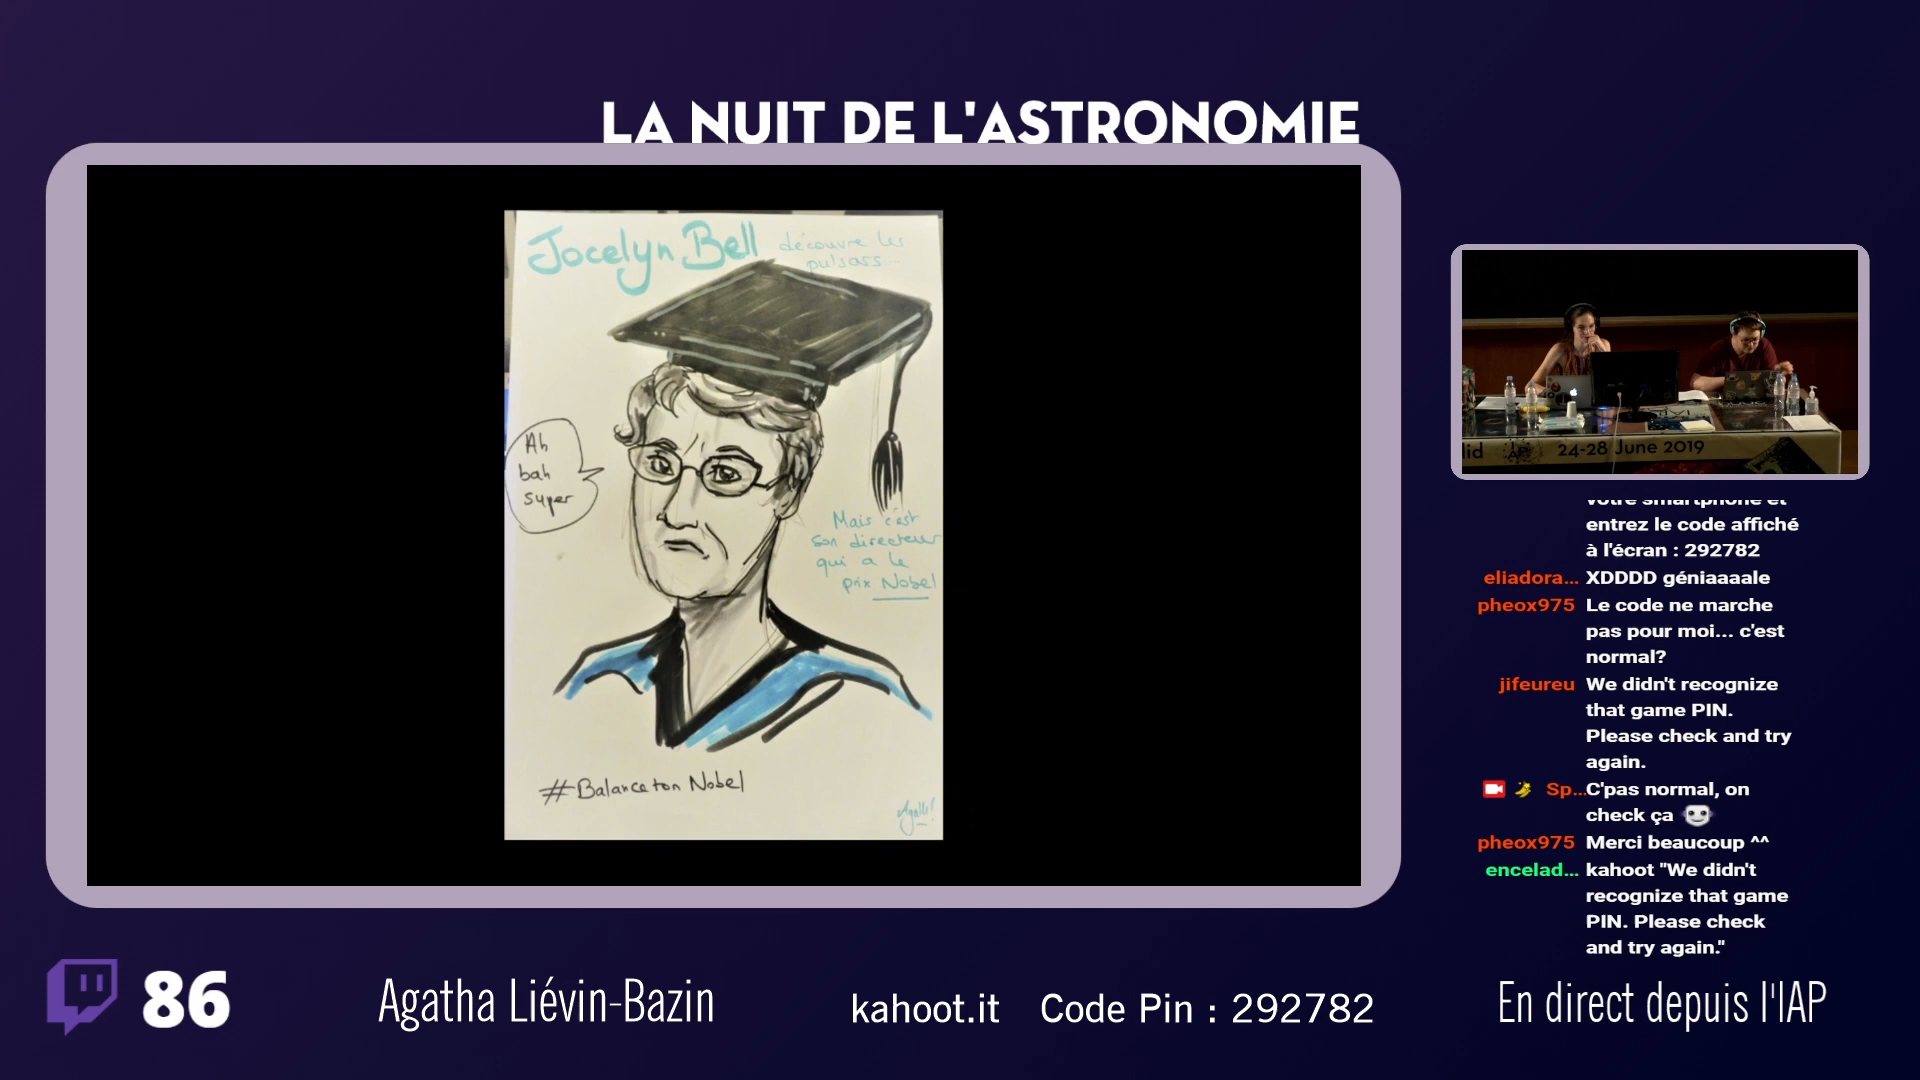 LA NUIT DE L'ASTRONOMIE
Jocelyn Bell
découvre les
pulsars...
Ah
bah
super
Mais c'est
son directeur
qui a le
prix Nobel
#Balance ton Nobel
24-28 June 2019
votre smartphone et
entrez le code affiché
à l'écran : 292782
eliadora... XDDDD géniaaaale
pheox975 Le code ne marche
pas pour moi... c'est
normal?
jifeureu We didn't recognize
that game PIN.
Please check and try
again.
Sp... C'pas normal, on
check ça
pheox975 Merci beaucoup ^^
encelad... kahoot "We didn't
recognize that game
PIN. Please check
and try again."
86
Agatha Liévin-Bazin
kahoot.it Code Pin : 292782
En direct depuis l'IAP